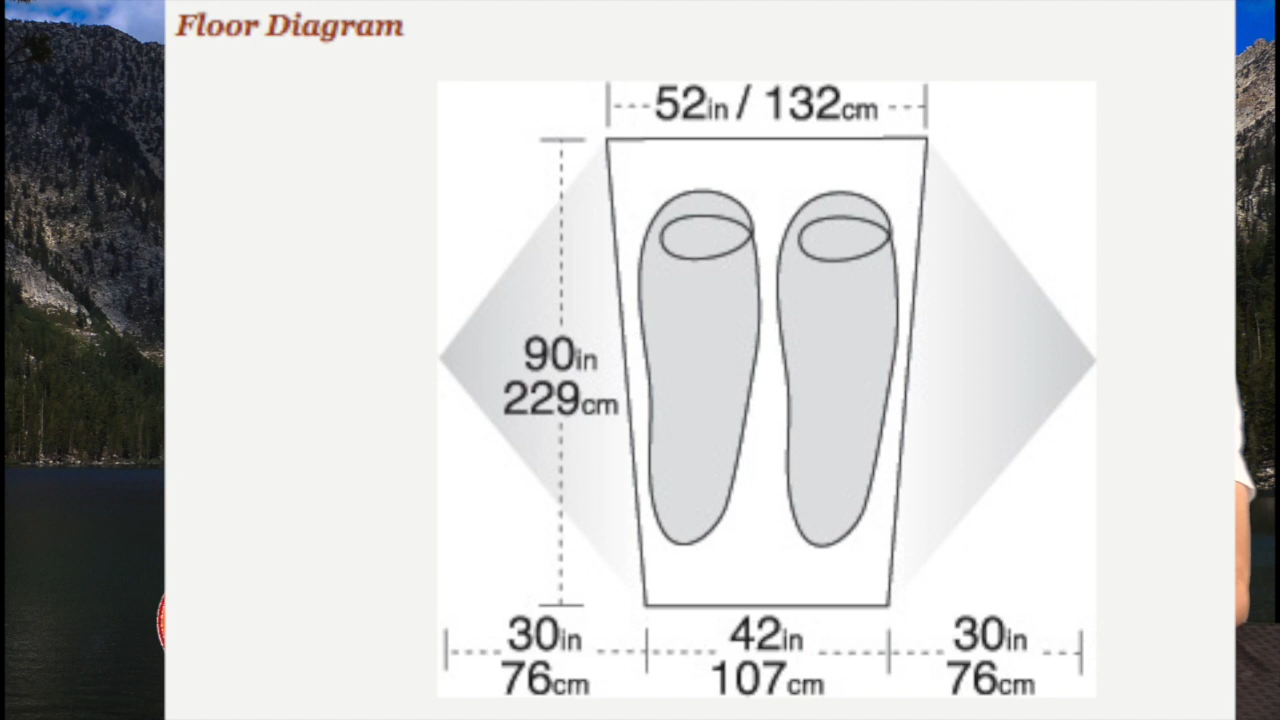 Floor Diagram
52in / 132cm
90in
229cm
30in
76cm
42in
107cm
30in
76cm